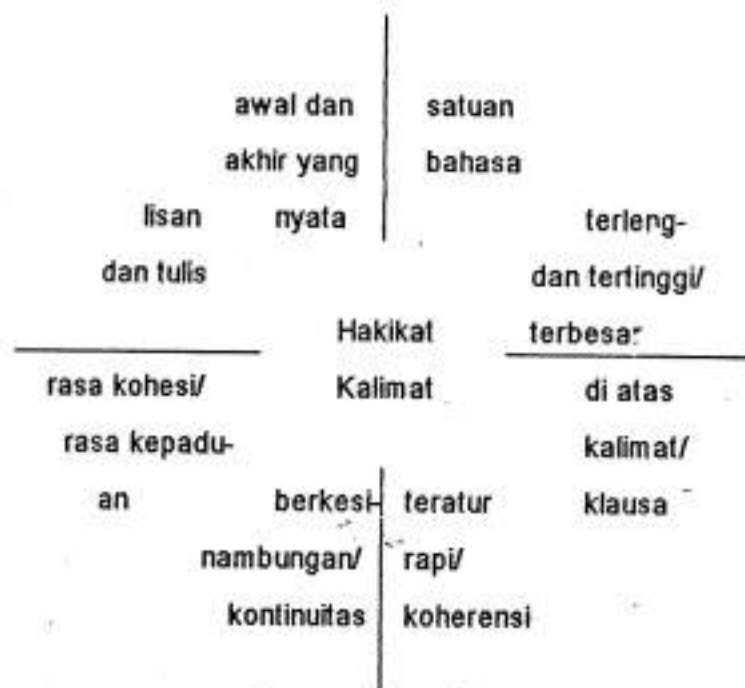 awal dan satuan
akhir yang bahasa
lisan nyata terleng-
dan tulis dan tertinggi/
Hakikat terbesar
rasa kohesi/ Kalimat di atas
rasa kepadu- kalimat/
an berkesi- teratur klausa
nambungan/ rapi/
kontinuitas koherensi